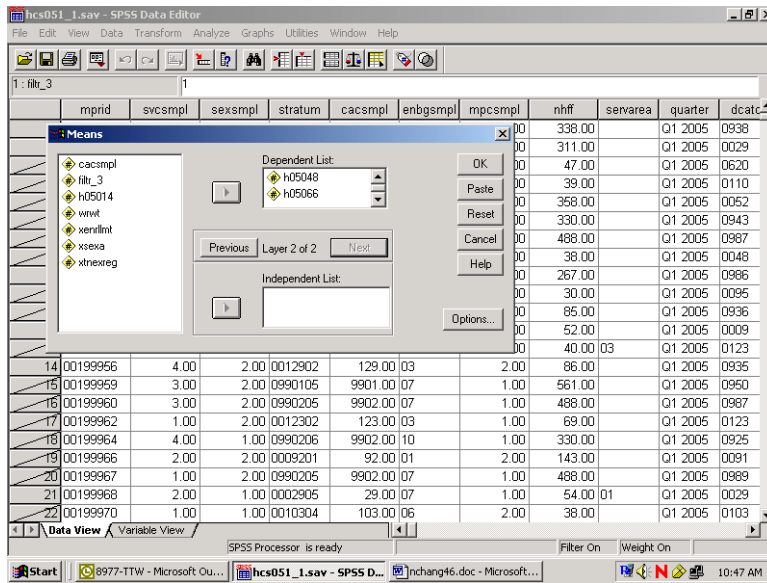 hcs051_1.sav - SPSS Data Editor
File Edit View Data Transform Analyze Graphs Utilities Window Help
1 : filtr_3 1
mprid svcsmpl sexsmpl stratum cacsmpl enbgsmpl mpcsmpl nhff servarea quarter dcatc
Means
cacsmpl
filtr_3
h05014
wrwt
xenrllmt
xsexa
xtnexreg
Dependent List:
h05048
h05066
Previous Layer 2 of 2 Next
Independent List:
OK
Paste
Reset
Cancel
Help
Options...
00 338.00 Q1 2005 0938
00 311.00 Q1 2005 0029
00 47.00 Q1 2005 0620
00 39.00 Q1 2005 0110
00 358.00 Q1 2005 0052
00 330.00 Q1 2005 0943
00 488.00 Q1 2005 0987
00 38.00 Q1 2005 0048
00 267.00 Q1 2005 0986
00 30.00 Q1 2005 0095
00 85.00 Q1 2005 0936
00 52.00 Q1 2005 0009
00 40.00 03 Q1 2005 0123
14 00199956 4.00 2.00 0012902 129.00 03 2.00 86.00 Q1 2005 0935
15 00199959 3.00 2.00 0990105 9901.00 07 1.00 561.00 Q1 2005 0950
16 00199960 3.00 2.00 0990205 9902.00 07 1.00 488.00 Q1 2005 0987
17 00199962 1.00 2.00 0012302 123.00 03 1.00 69.00 Q1 2005 0123
18 00199964 4.00 1.00 0990206 9902.00 10 1.00 330.00 Q1 2005 0925
19 00199966 2.00 2.00 0009201 92.00 01 2.00 143.00 Q1 2005 0091
20 00199967 1.00 2.00 0990205 9902.00 07 1.00 488.00 Q1 2005 0989
21 00199968 2.00 1.00 0002905 29.00 07 1.00 54.00 01 Q1 2005 0029
22 00199970 1.00 1.00 0010304 103.00 06 2.00 38.00 Q1 2005 0103
Data View Variable View
SPSS Processor is ready Filter On Weight On
Start 8977-TTW - Microsoft Ou... hcs051_1.sav - SPSS D... nchang46.doc - Microsoft... 10:47 AM